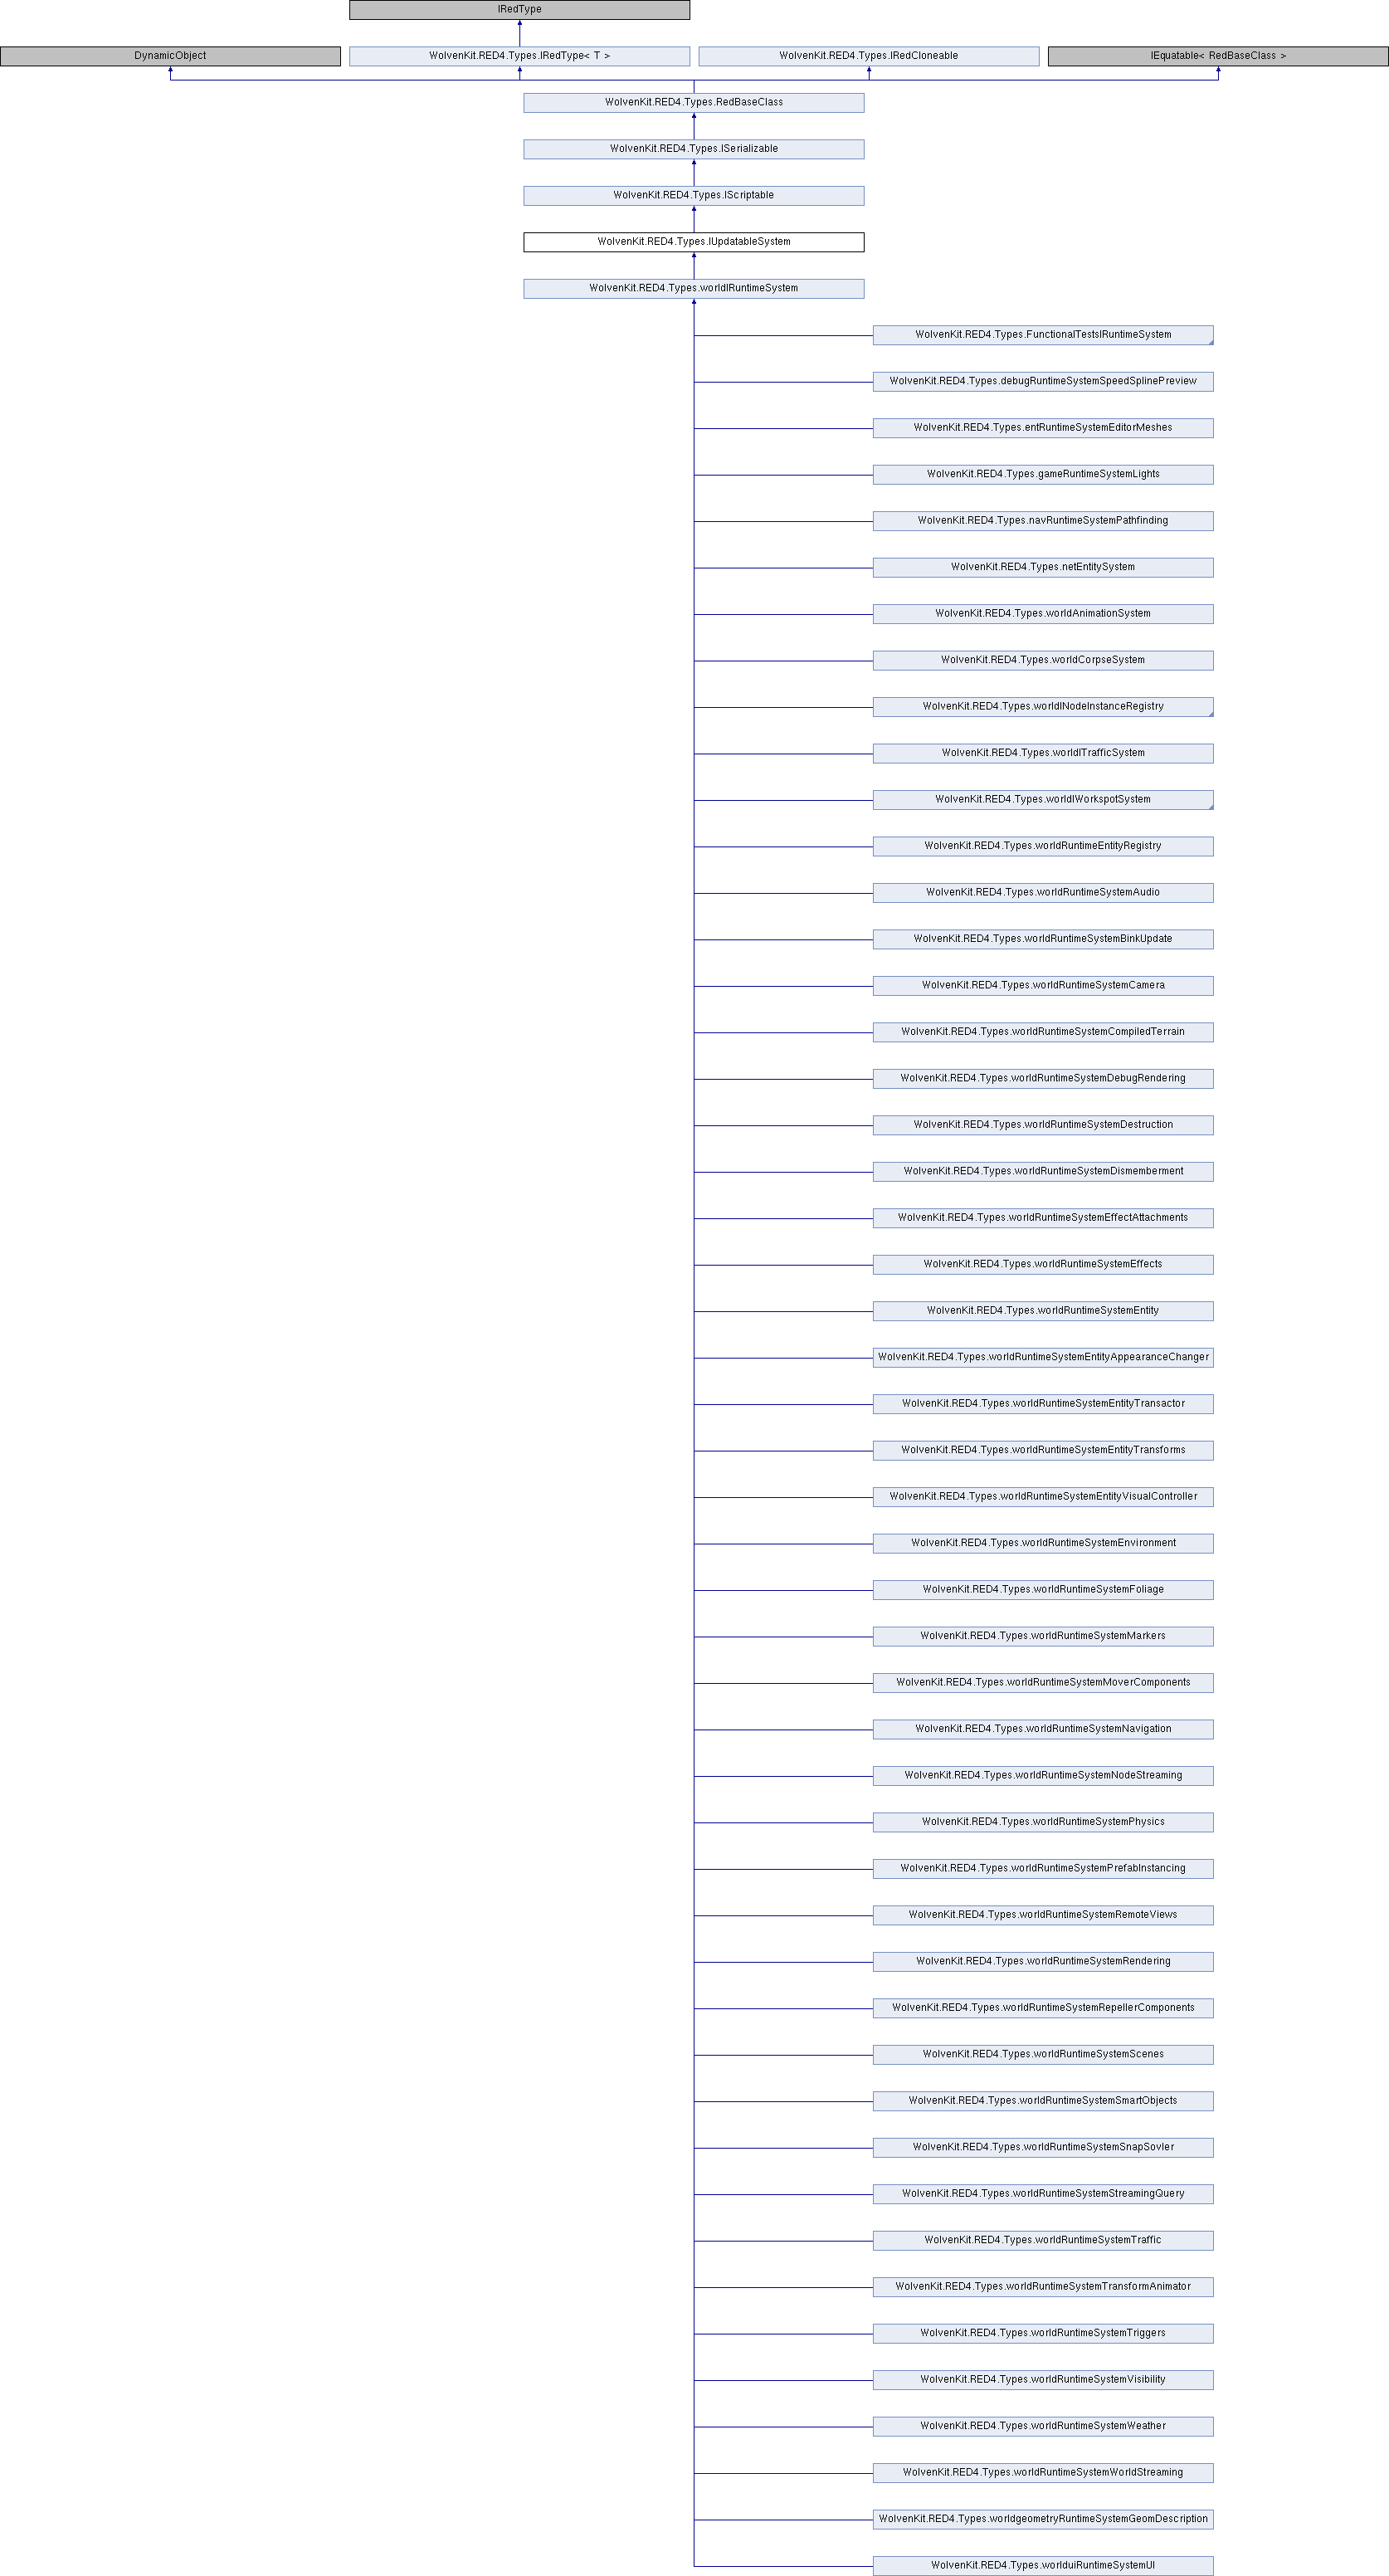 IRedType
DynamicObject
WolvenKit.RED4.Types.IRedType< T >
WolvenKit.RED4.Types.IRedCloneable
IEquatable< RedBaseClass >
WolvenKit.RED4.Types.RedBaseClass
WolvenKit.RED4.Types.ISerializable
WolvenKit.RED4.Types.IScriptable
WolvenKit.RED4.Types.IUpdatableSystem
WolvenKit.RED4.Types.worldIRuntimeSystem
WolvenKit.RED4.Types.FunctionalTestsIRuntimeSystem
WolvenKit.RED4.Types.debugRuntimeSystemSpeedSplinePreview
WolvenKit.RED4.Types.entRuntimeSystemEditorMeshes
WolvenKit.RED4.Types.gameRuntimeSystemLights
WolvenKit.RED4.Types.navRuntimeSystemPathfinding
WolvenKit.RED4.Types.netEntitySystem
WolvenKit.RED4.Types.worldAnimationSystem
WolvenKit.RED4.Types.worldCorpseSystem
WolvenKit.RED4.Types.worldINodeInstanceRegistry
WolvenKit.RED4.Types.worldITrafficSystem
WolvenKit.RED4.Types.worldIWorkspotSystem
WolvenKit.RED4.Types.worldRuntimeEntityRegistry
WolvenKit.RED4.Types.worldRuntimeSystemAudio
WolvenKit.RED4.Types.worldRuntimeSystemBinkUpdate
WolvenKit.RED4.Types.worldRuntimeSystemCamera
WolvenKit.RED4.Types.worldRuntimeSystemCompiledTerrain
WolvenKit.RED4.Types.worldRuntimeSystemDebugRendering
WolvenKit.RED4.Types.worldRuntimeSystemDestruction
WolvenKit.RED4.Types.worldRuntimeSystemDismemberment
WolvenKit.RED4.Types.worldRuntimeSystemEffectAttachments
WolvenKit.RED4.Types.worldRuntimeSystemEffects
WolvenKit.RED4.Types.worldRuntimeSystemEntity
WolvenKit.RED4.Types.worldRuntimeSystemEntityAppearanceChanger
WolvenKit.RED4.Types.worldRuntimeSystemEntityTransactor
WolvenKit.RED4.Types.worldRuntimeSystemEntityTransforms
WolvenKit.RED4.Types.worldRuntimeSystemEntityVisualController
WolvenKit.RED4.Types.worldRuntimeSystemEnvironment
WolvenKit.RED4.Types.worldRuntimeSystemFoliage
WolvenKit.RED4.Types.worldRuntimeSystemMarkers
WolvenKit.RED4.Types.worldRuntimeSystemMoverComponents
WolvenKit.RED4.Types.worldRuntimeSystemNavigation
WolvenKit.RED4.Types.worldRuntimeSystemNodeStreaming
WolvenKit.RED4.Types.worldRuntimeSystemPhysics
WolvenKit.RED4.Types.worldRuntimeSystemPrefabInstancing
WolvenKit.RED4.Types.worldRuntimeSystemRemoteViews
WolvenKit.RED4.Types.worldRuntimeSystemRendering
WolvenKit.RED4.Types.worldRuntimeSystemRepellerComponents
WolvenKit.RED4.Types.worldRuntimeSystemScenes
WolvenKit.RED4.Types.worldRuntimeSystemSmartObjects
WolvenKit.RED4.Types.worldRuntimeSystemSnapSovler
WolvenKit.RED4.Types.worldRuntimeSystemStreamingQuery
WolvenKit.RED4.Types.worldRuntimeSystemTraffic
WolvenKit.RED4.Types.worldRuntimeSystemTransformAnimator
WolvenKit.RED4.Types.worldRuntimeSystemTriggers
WolvenKit.RED4.Types.worldRuntimeSystemVisibility
WolvenKit.RED4.Types.worldRuntimeSystemWeather
WolvenKit.RED4.Types.worldRuntimeSystemWorldStreaming
WolvenKit.RED4.Types.worldgeometryRuntimeSystemGeomDescription
WolvenKit.RED4.Types.worlduiRuntimeSystemUI